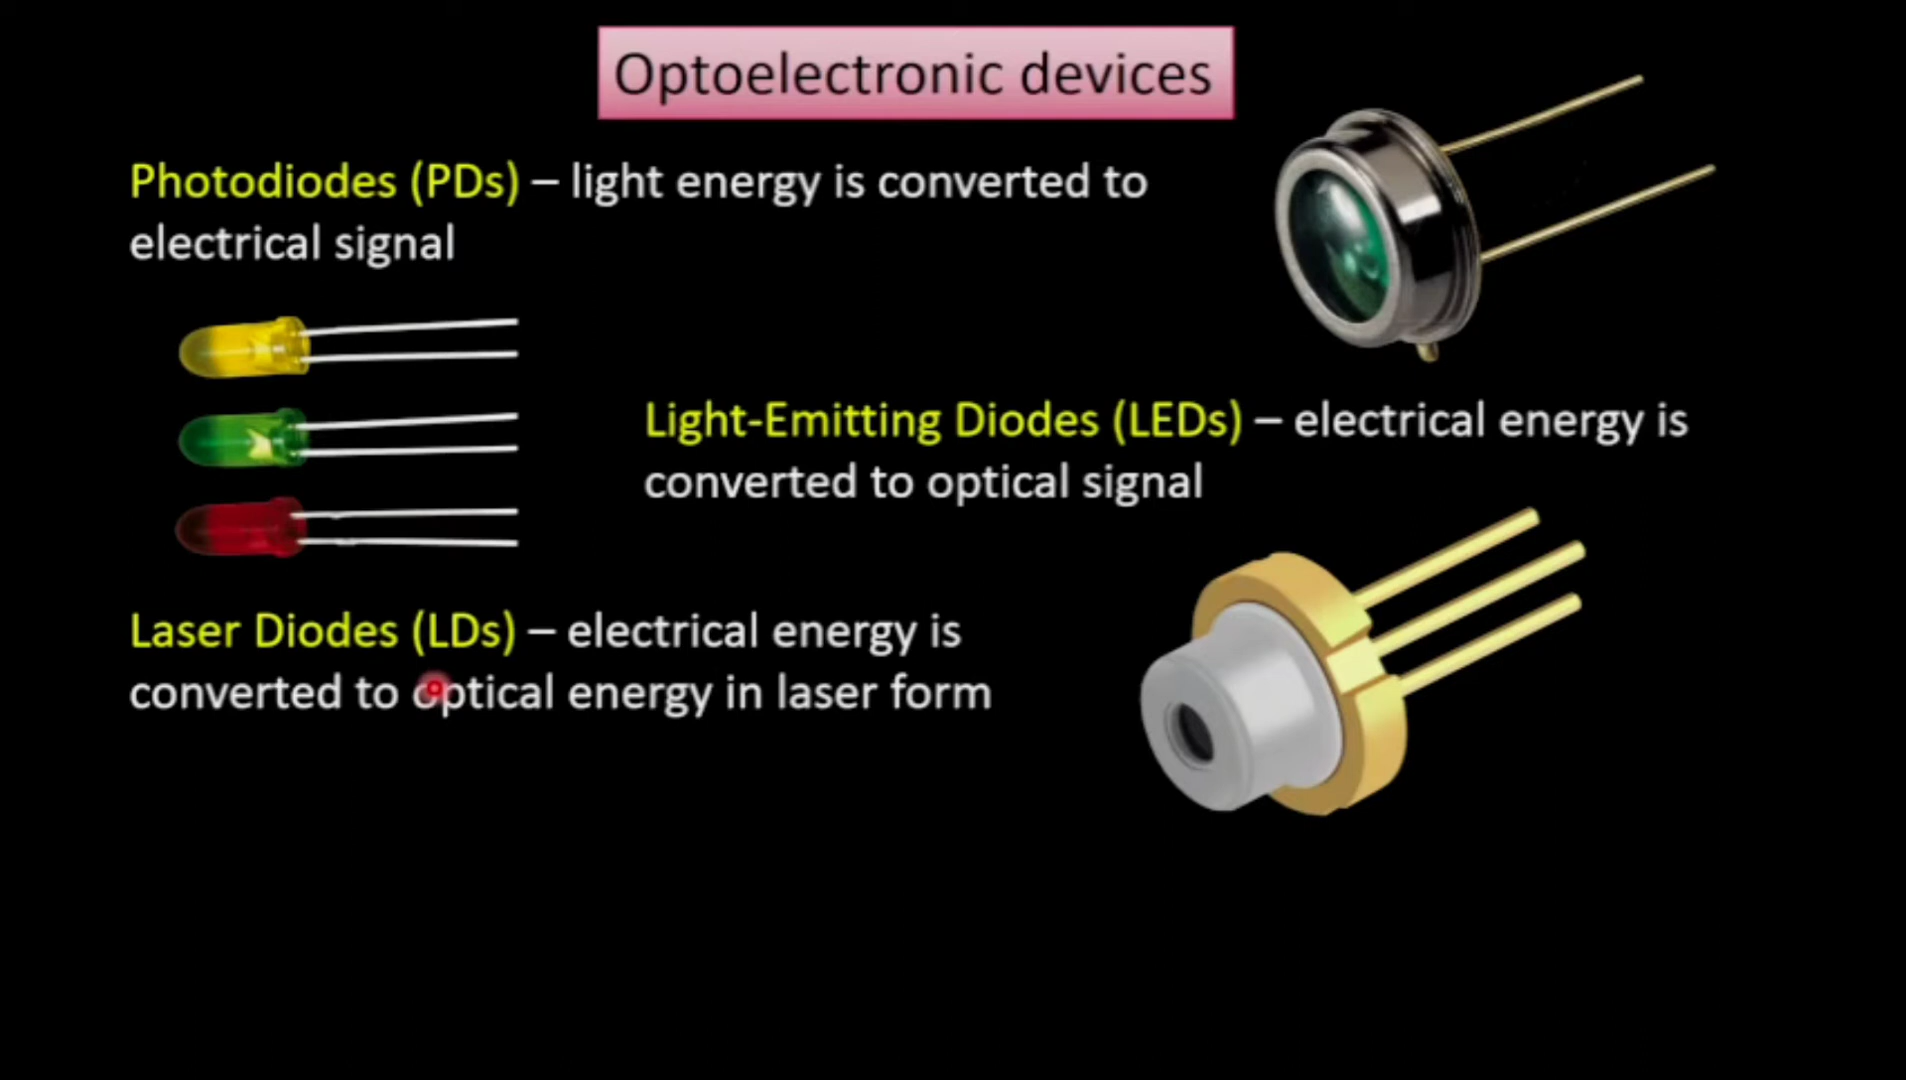 Optoelectronic devices
Photodiodes (PDs) – light energy is converted to
electrical signal
Light-Emitting Diodes (LEDs) – electrical energy is
converted to optical signal
Laser Diodes (LDs) – electrical energy is
converted to optical energy in laser form